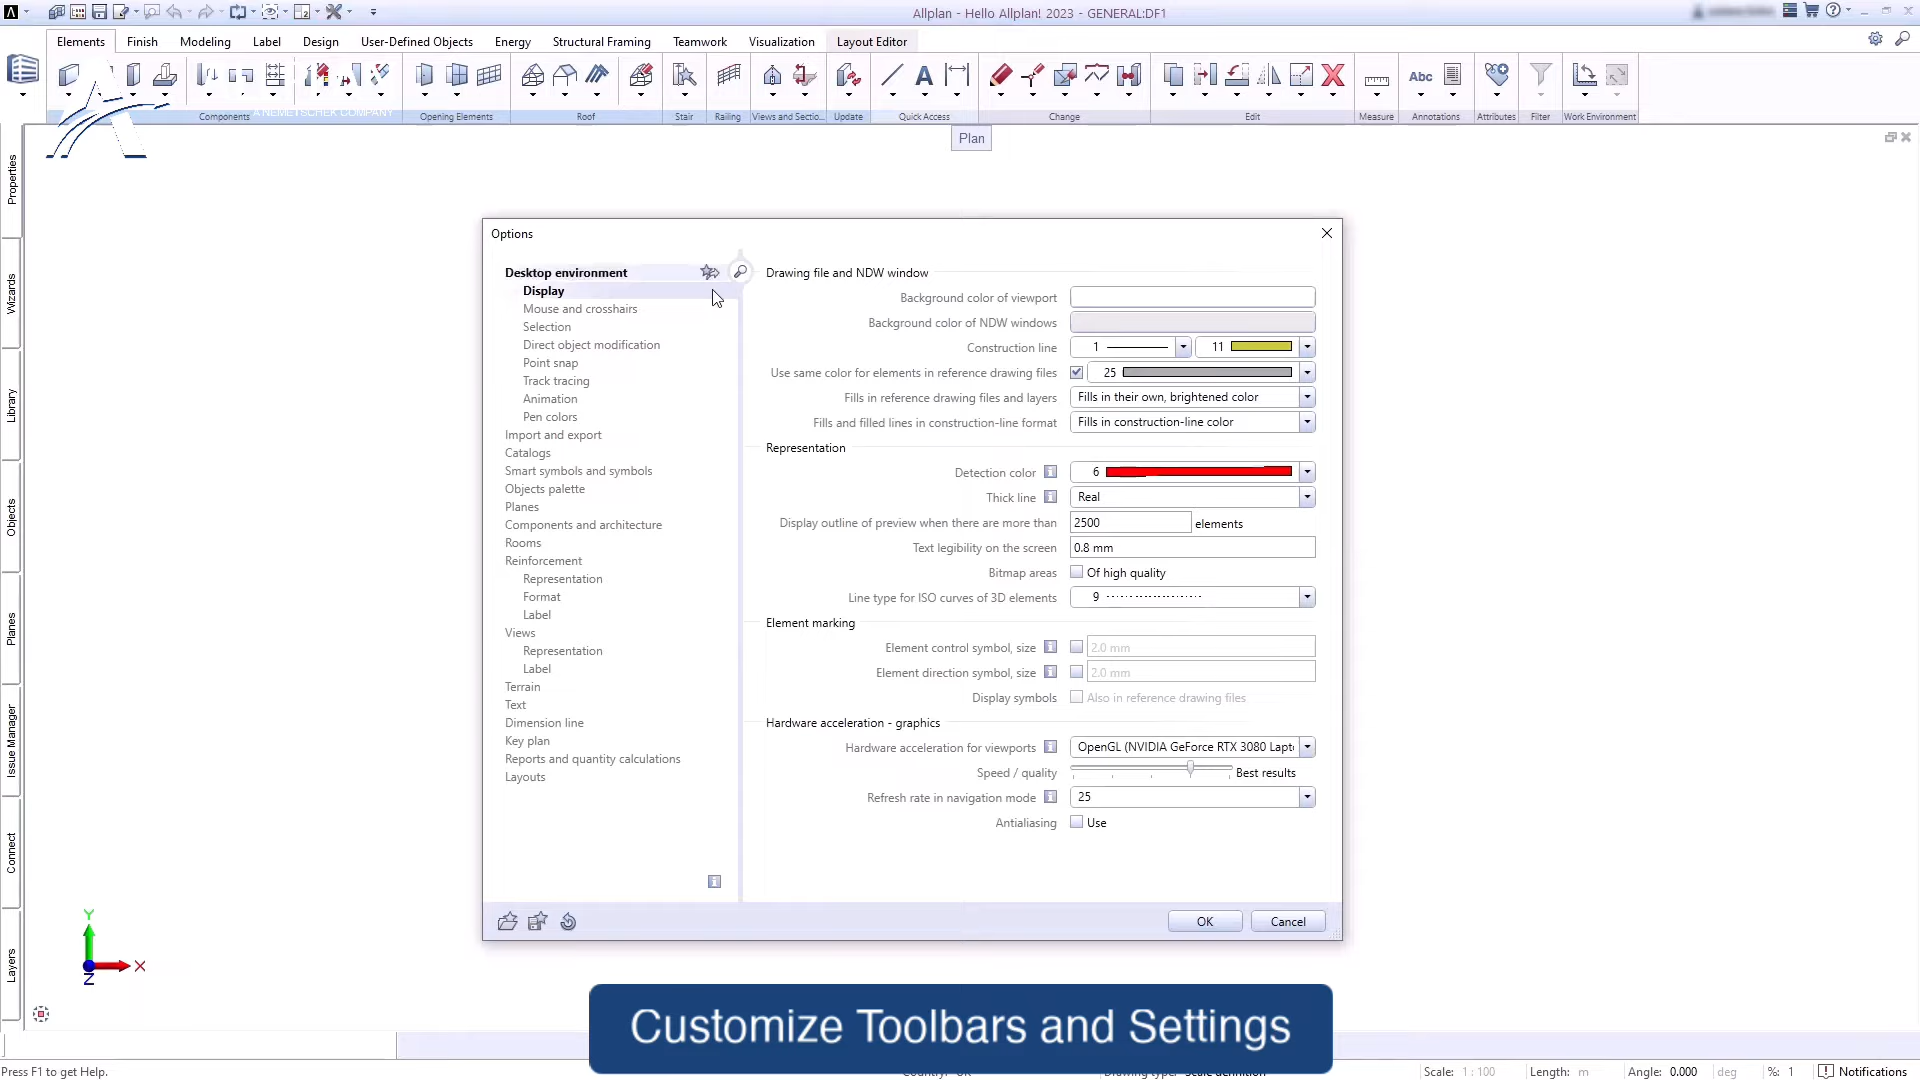 Allplan - Hello Allplan! 2023 - GENERAL:DF1
Elements Finish Modeling Label Design User-Defined Objects Energy Structural Framing Teamwork Visualization Layout Editor
Abc
Components Opening Elements Roof Stair Railing Views and Sectio... Update Quick Access Change Edit Measure Annotations Attributes Filter Work Environment
A NEMETSCHEK COMPANY
Plan
Properties
Wizards
Library
Objects
Planes
Issue Manager
Connect
Layers
Options
Desktop environment
Display
Mouse and crosshairs
Selection
Direct object modification
Point snap
Track tracing
Animation
Pen colors
Import and export
Catalogs
Smart symbols and symbols
Objects palette
Planes
Components and architecture
Rooms
Reinforcement
Representation
Format
Label
Views
Representation
Label
Terrain
Text
Dimension line
Key plan
Reports and quantity calculations
Layouts
Drawing file and NDW window
Background color of viewport
Background color of NDW windows
Construction line 1 11
Use same color for elements in reference drawing files 25
Fills in reference drawing files and layers Fills in their own, brightened color
Fills and filled lines in construction-line format Fills in construction-line color
Representation
Detection color 6
Thick line Real
Display outline of preview when there are more than 2500 elements
Text legibility on the screen 0.8 mm
Bitmap areas Of high quality
Line type for ISO curves of 3D elements 9
Element marking
Element control symbol, size 2.0 mm
Element direction symbol, size 2.0 mm
Display symbols Also in reference drawing files
Hardware acceleration - graphics
Hardware acceleration for viewports OpenGL (NVIDIA GeForce RTX 3080 Lapt
Speed / quality Best results
Refresh rate in navigation mode 25
Antialiasing Use
OK Cancel
Y
X
Z
Customize Toolbars and Settings
Press F1 to get Help.
Scale: 1 : 100 Length: m Angle: 0.000 deg %: 1 Notifications